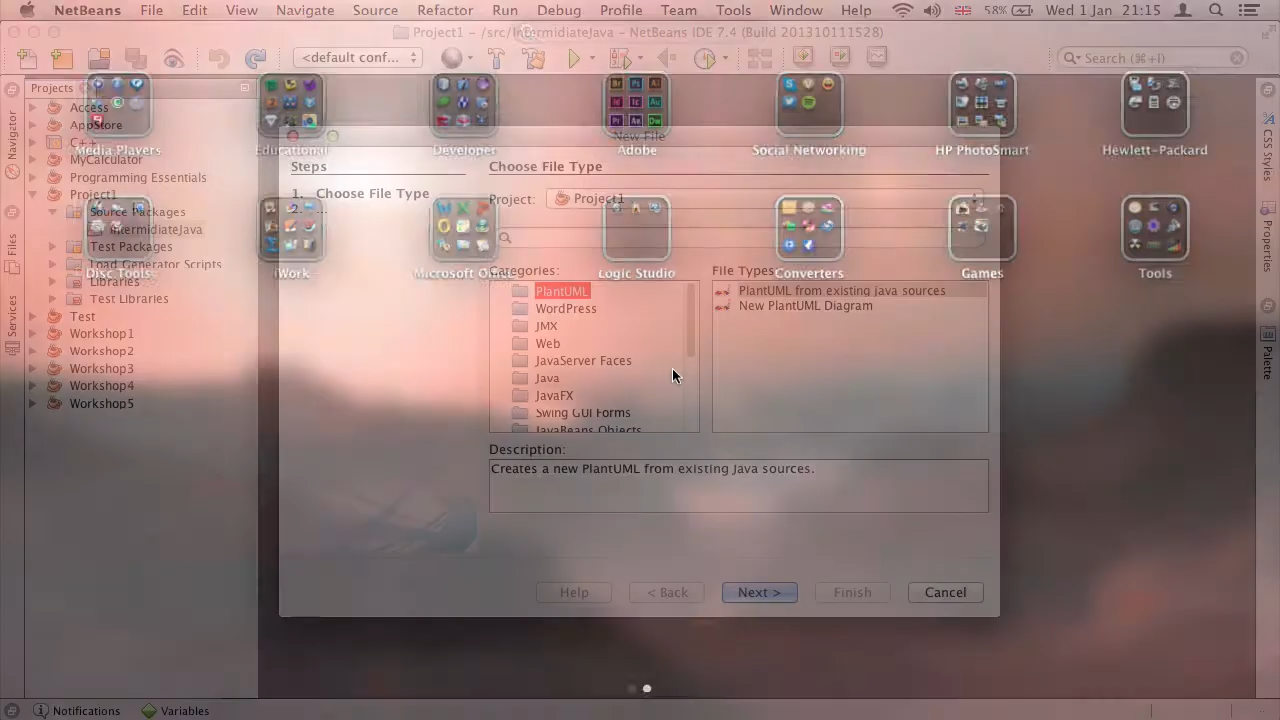 NetBeans File Edit View Navigate Source Refactor Run Debug Profile Team Tools Window Help 58% Wed 1 Jan 21:15
Project1 - /src/IntermidiateJava - NetBeans IDE 7.4 (Build 201310111528)
<default conf... Search (⌘+I)
Projects
Navigator
Files
Services
Access
AppStore
C++
MyCalculator
Programming Essentials
Project1
Source Packages
IntermediateJava
Test Packages
Load Generator Scripts
Libraries
Test Libraries
Test
Workshop1
Workshop2
Workshop3
Workshop4
Workshop5
Media Players Educational Developer Adobe Social Networking HP PhotoSmart Hewlett-Packard
Disc Tools iWork Microsoft Logic Studio Converters Games Tools
New File
Steps
1. Choose File Type
2. ...
Choose File Type
Project: Project1
Categories:
PlantUML
WordPress
JMX
Web
JavaServer Faces
Java
JavaFX
Swing GUI Forms
JavaBeans Objects
File Types:
PlantUML from existing java sources
New PlantUML Diagram
Description:
Creates a new PlantUML from existing Java sources.
Help < Back Next > Finish Cancel
CSS Styles
Properties
Palette
Notifications Variables